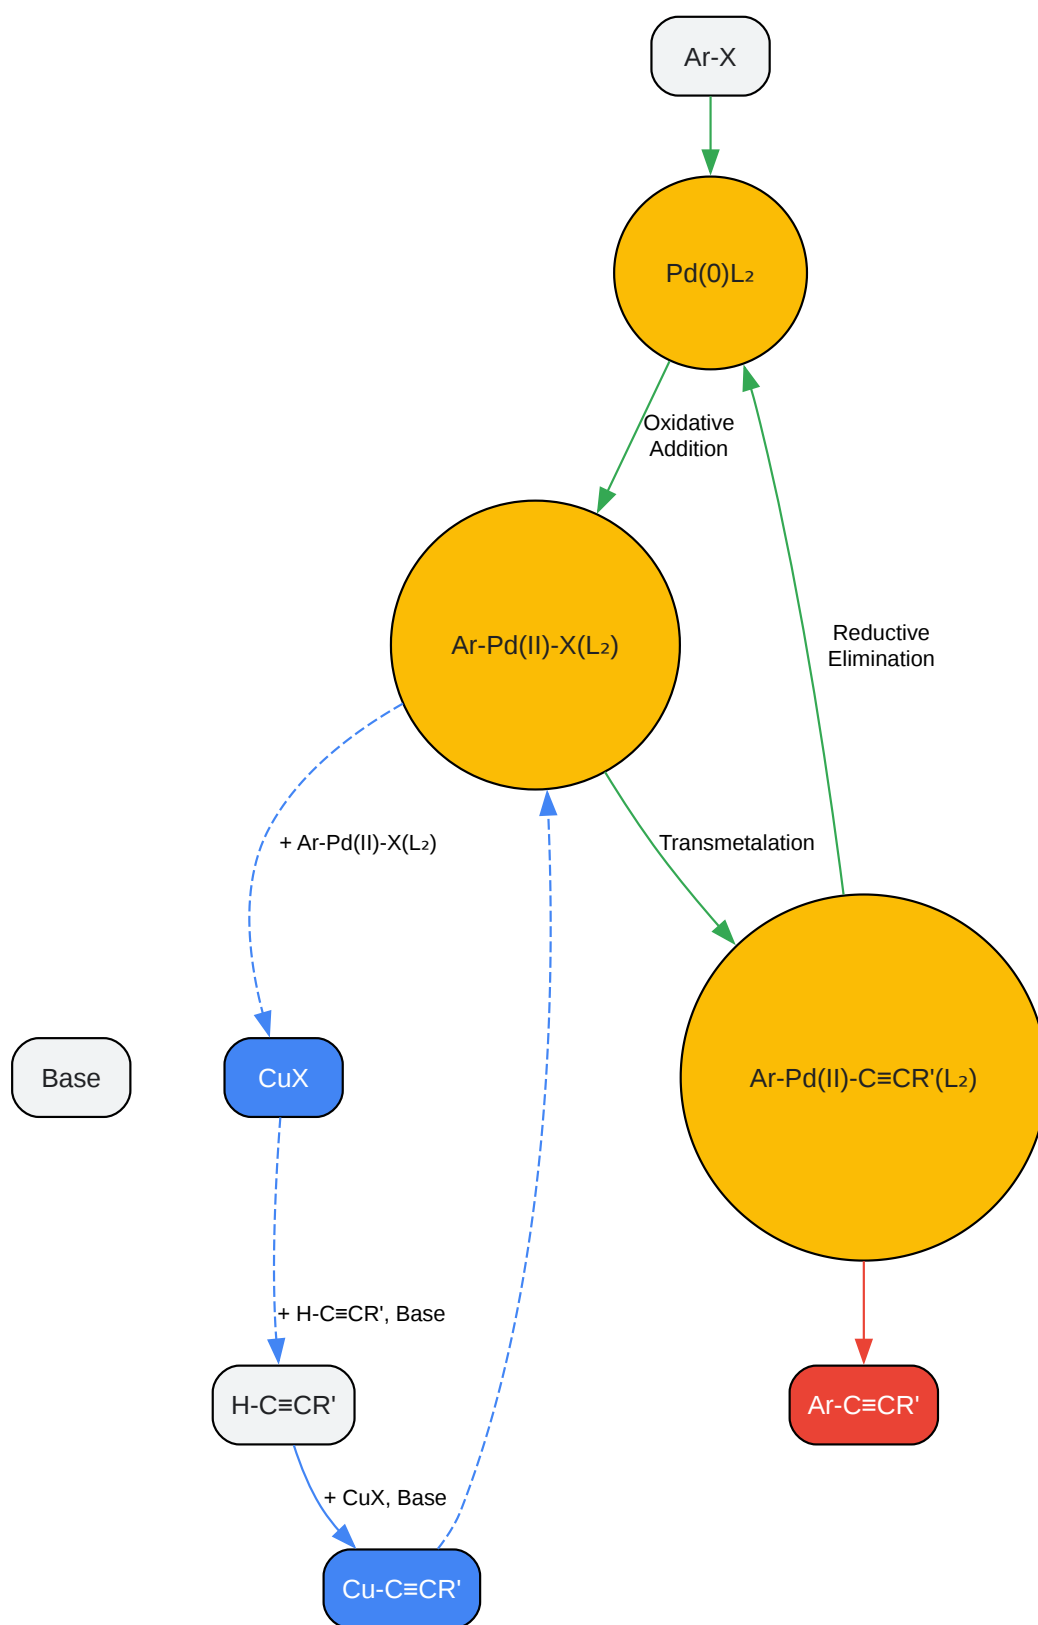 Ar-X
Pd(0)L₂
Oxidative
Addition
Ar-Pd(II)-X(L₂)
Reductive
Elimination
+ Ar-Pd(II)-X(L₂)
Transmetalation
Base
CuX
Ar-Pd(II)-C≡CR'(L₂)
+ H-C≡CR', Base
H-C≡CR'
Ar-C≡CR'
+ CuX, Base
Cu-C≡CR'